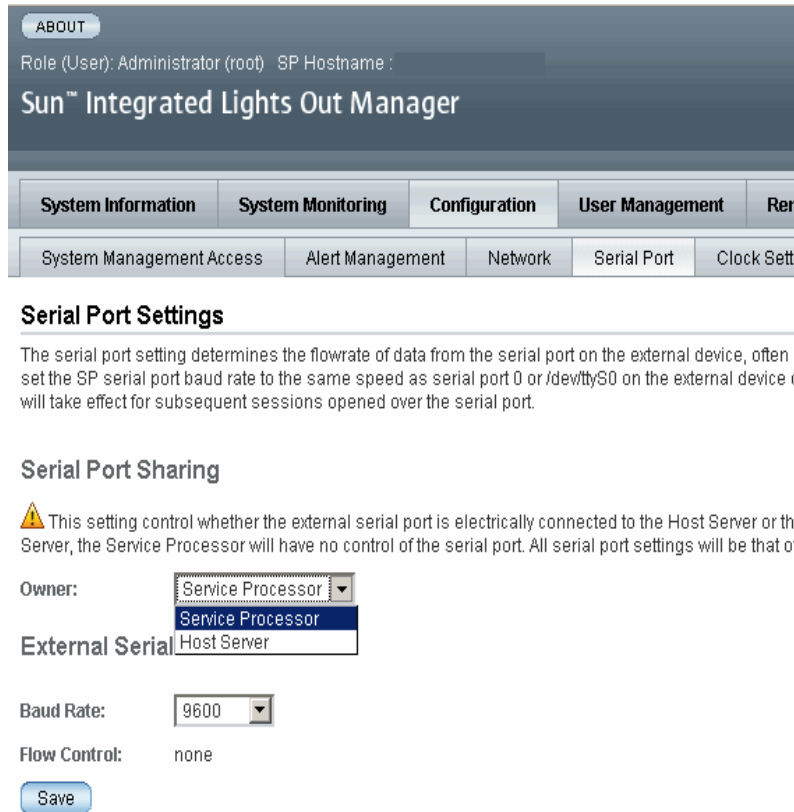 ABOUT
Role (User): Administrator (root) SP Hostname :
Sun™ Integrated Lights Out Manager
System Information System Monitoring Configuration User Management Rem
System Management Access Alert Management Network Serial Port Clock Sett
Serial Port Settings
The serial port setting determines the flowrate of data from the serial port on the external device, often
set the SP serial port baud rate to the same speed as serial port 0 or /dev/ttyS0 on the external device
will take effect for subsequent sessions opened over the serial port.
Serial Port Sharing
This setting control whether the external serial port is electrically connected to the Host Server or th
Server, the Service Processor will have no control of the serial port. All serial port settings will be that o
Owner: Service Processor
Service Processor
Host Server
External Serial
Baud Rate: 9600
Flow Control: none
Save